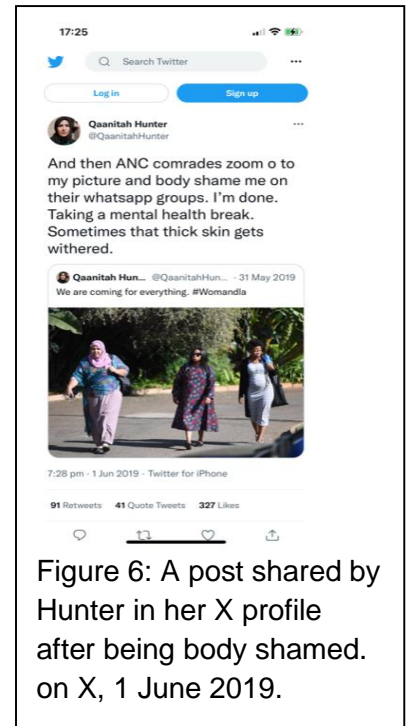 17:25
Search Twitter
Log in
Sign up
Qaanitah Hunter
@QaanitahHunter
And then ANC comrades zoom o to
my picture and body shame me on
their whatsapp groups. I'm done.
Taking a mental health break.
Sometimes that thick skin gets
withered.
Qaanitah Hun... @QaanitahHun... · 31 May 2019
We are coming for everything. #Womandla
7:28 pm · 1 Jun 2019 · Twitter for iPhone
91 Retweets 41 Quote Tweets 327 Likes
Figure 6: A post shared by
Hunter in her X profile
after being body shamed.
on X, 1 June 2019.